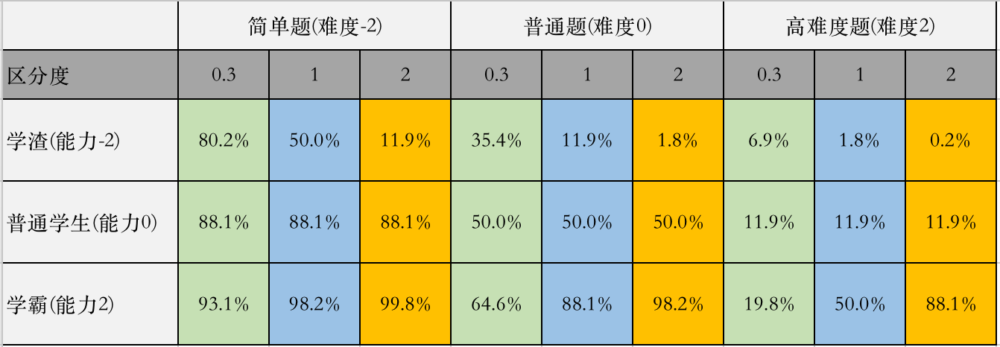 简单题(难度-2) 普通题(难度0) 高难度题(难度2)
区分度 0.3 1 2 0.3 1 2 0.3 1 2
学渣(能力-2) 80.2% 50.0% 11.9% 35.4% 11.9% 1.8% 6.9% 1.8% 0.2%
普通学生(能力0) 88.1% 88.1% 88.1% 50.0% 50.0% 50.0% 11.9% 11.9% 11.9%
学霸(能力2) 93.1% 98.2% 99.8% 64.6% 88.1% 98.2% 19.8% 50.0% 88.1%